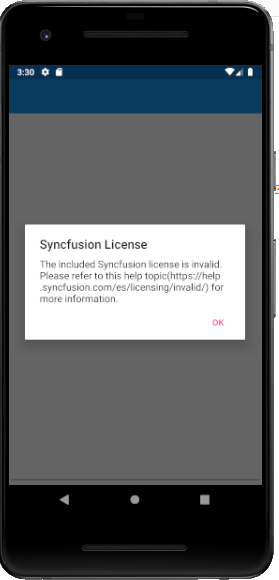 3:30
Syncfusion License
The included Syncfusion license is invalid.
Please refer to this help topic(https://help
.syncfusion.com/es/licensing/invalid/) for
more information.
OK